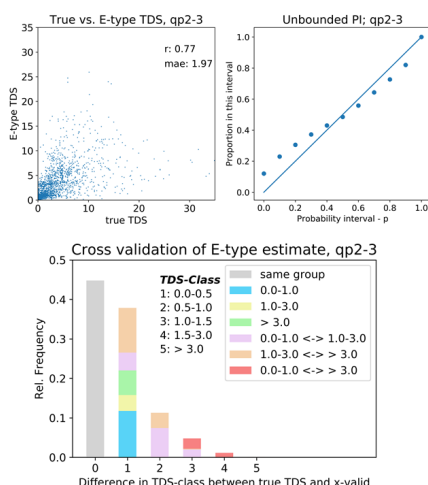 True vs. E-type TDS, qp2-3
35
30
25
20
15
10
5
0
E-type TDS
r: 0.77
mae: 1.97
0 10 20 30
true TDS
Unbounded PI; qp2-3
1.0
0.8
0.6
0.4
0.2
0.0
Proportion in this interval
0.0 0.2 0.4 0.6 0.8 1.0
Probability interval - p
Cross validation of E-type estimate, qp2-3
0.5
0.4
0.3
0.2
0.1
0.0
Rel. Frequency
TDS-Class
1: 0.0-0.5
2: 0.5-1.0
3: 1.0-1.5
4: 1.5-3.0
5: > 3.0
same group
0.0-1.0
1.0-3.0
> 3.0
0.0-1.0 <-> 1.0-3.0
1.0-3.0 <-> > 3.0
0.0-1.0 <-> > 3.0
0 1 2 3 4 5
Difference in TDS-class between true TDS and x-valid